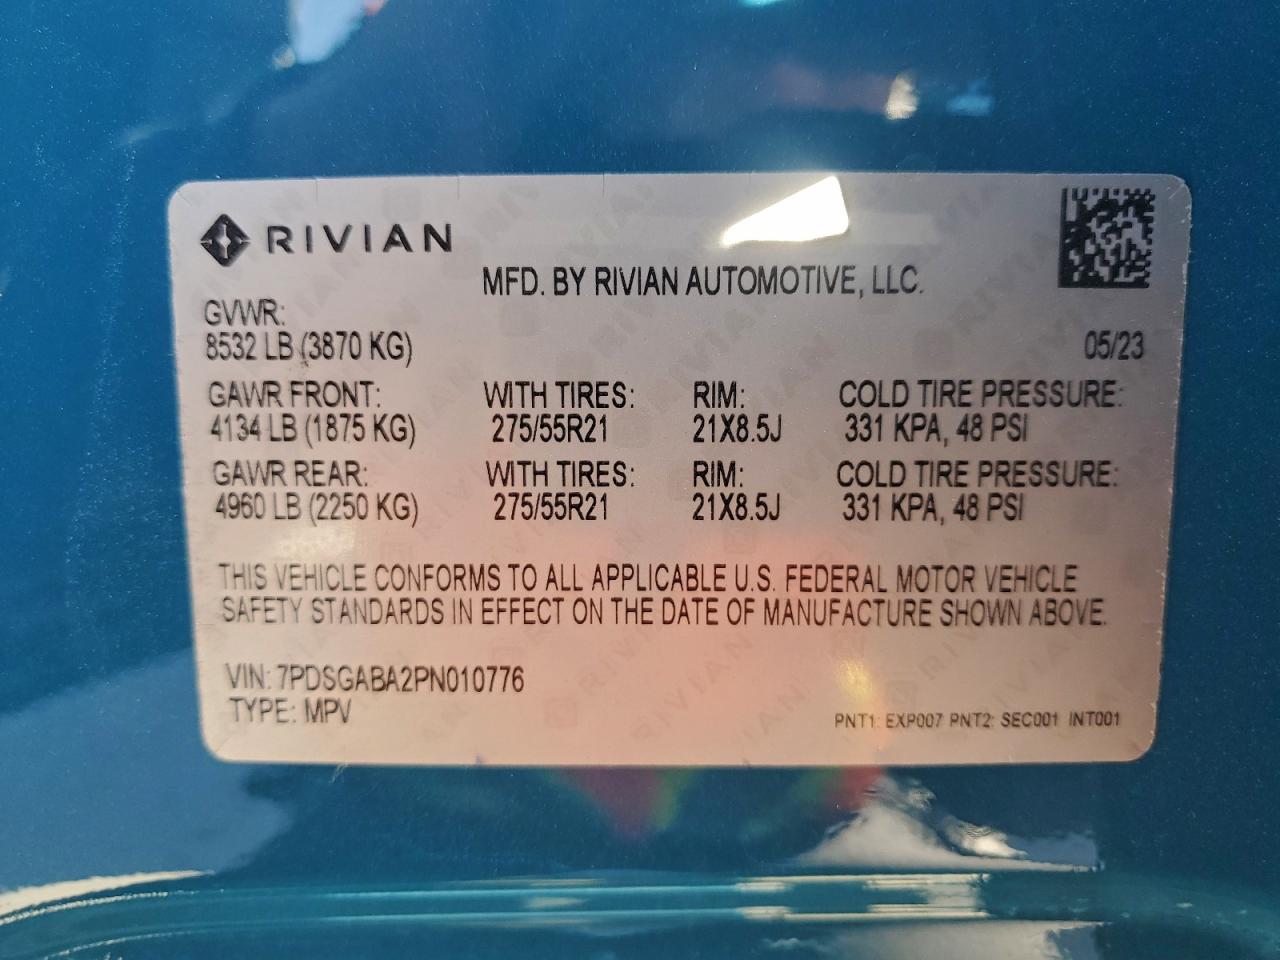 RIVIAN
MFD. BY RIVIAN AUTOMOTIVE, LLC.
GVWR:
8532 LB (3870 KG) 05/23
GAWR FRONT: WITH TIRES: RIM: COLD TIRE PRESSURE:
4134 LB (1875 KG) 275/55R21 21X8.5J 331 KPA, 48 PSI
GAWR REAR: WITH TIRES: RIM: COLD TIRE PRESSURE:
4960 LB (2250 KG) 275/55R21 21X8.5J 331 KPA, 48 PSI
THIS VEHICLE CONFORMS TO ALL APPLICABLE U.S. FEDERAL MOTOR VEHICLE
SAFETY STANDARDS IN EFFECT ON THE DATE OF MANUFACTURE SHOWN ABOVE.
VIN: 7PDSGABA2PN010776
TYPE: MPV
PNT1: EXP007 PNT2: SEC001 INT001